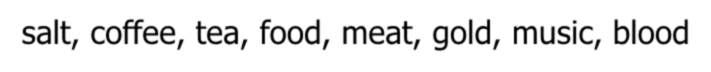 salt, coffee, tea, food, meat, gold, music, blood